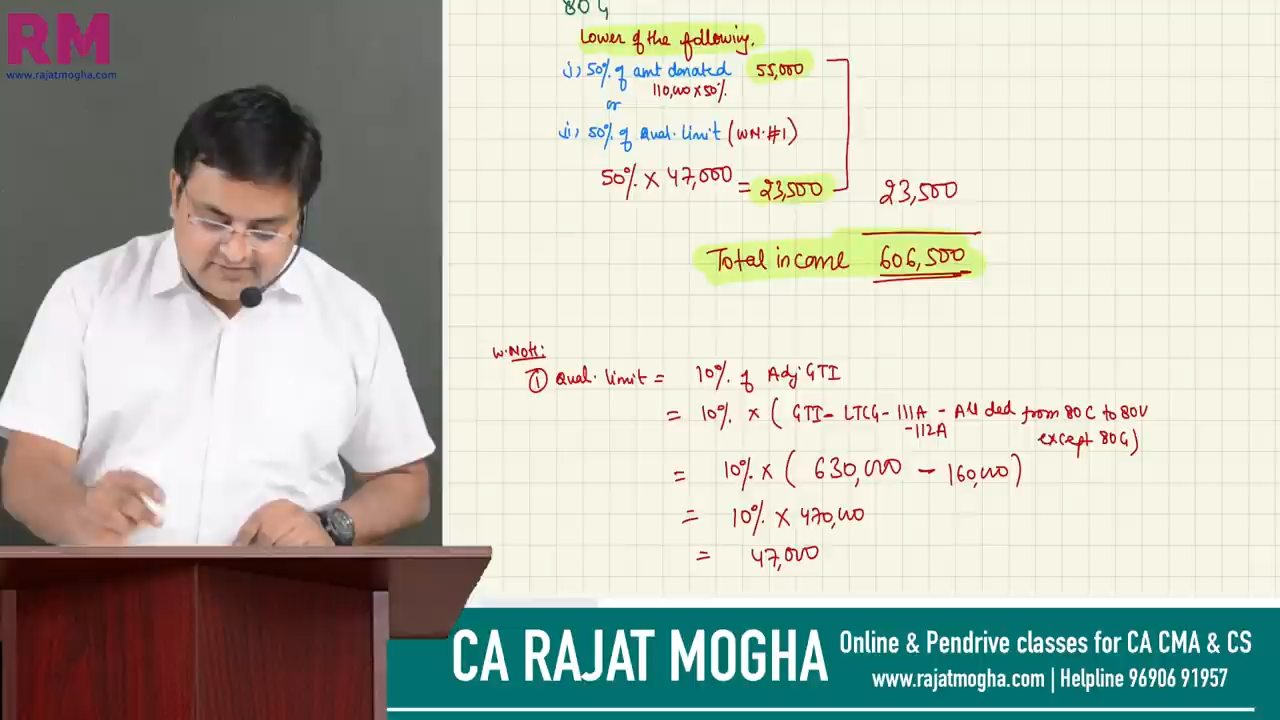 RM
www.rajatmogha.com
80G
Lower of the following.
i, 50% of amt donated 55,000
110,000 x 50%.
or
ii, 50% of Qual. limit (WN.#1)
50% x 47,000 = 23,500 23,500
Total income 606,500
W.Note:
① Qual. limit = 10% of Adj GTI
= 10% x ( GTI - LTCG - 111A - All ded from 80C to 80U
-112A except 80G)
= 10% x ( 630,000 - 160,000)
= 10% x 470,000
= 47,000
CA RAJAT MOGHA
Online & Pendrive classes for CA CMA & CS
www.rajatmogha.com | Helpline 96906 91957